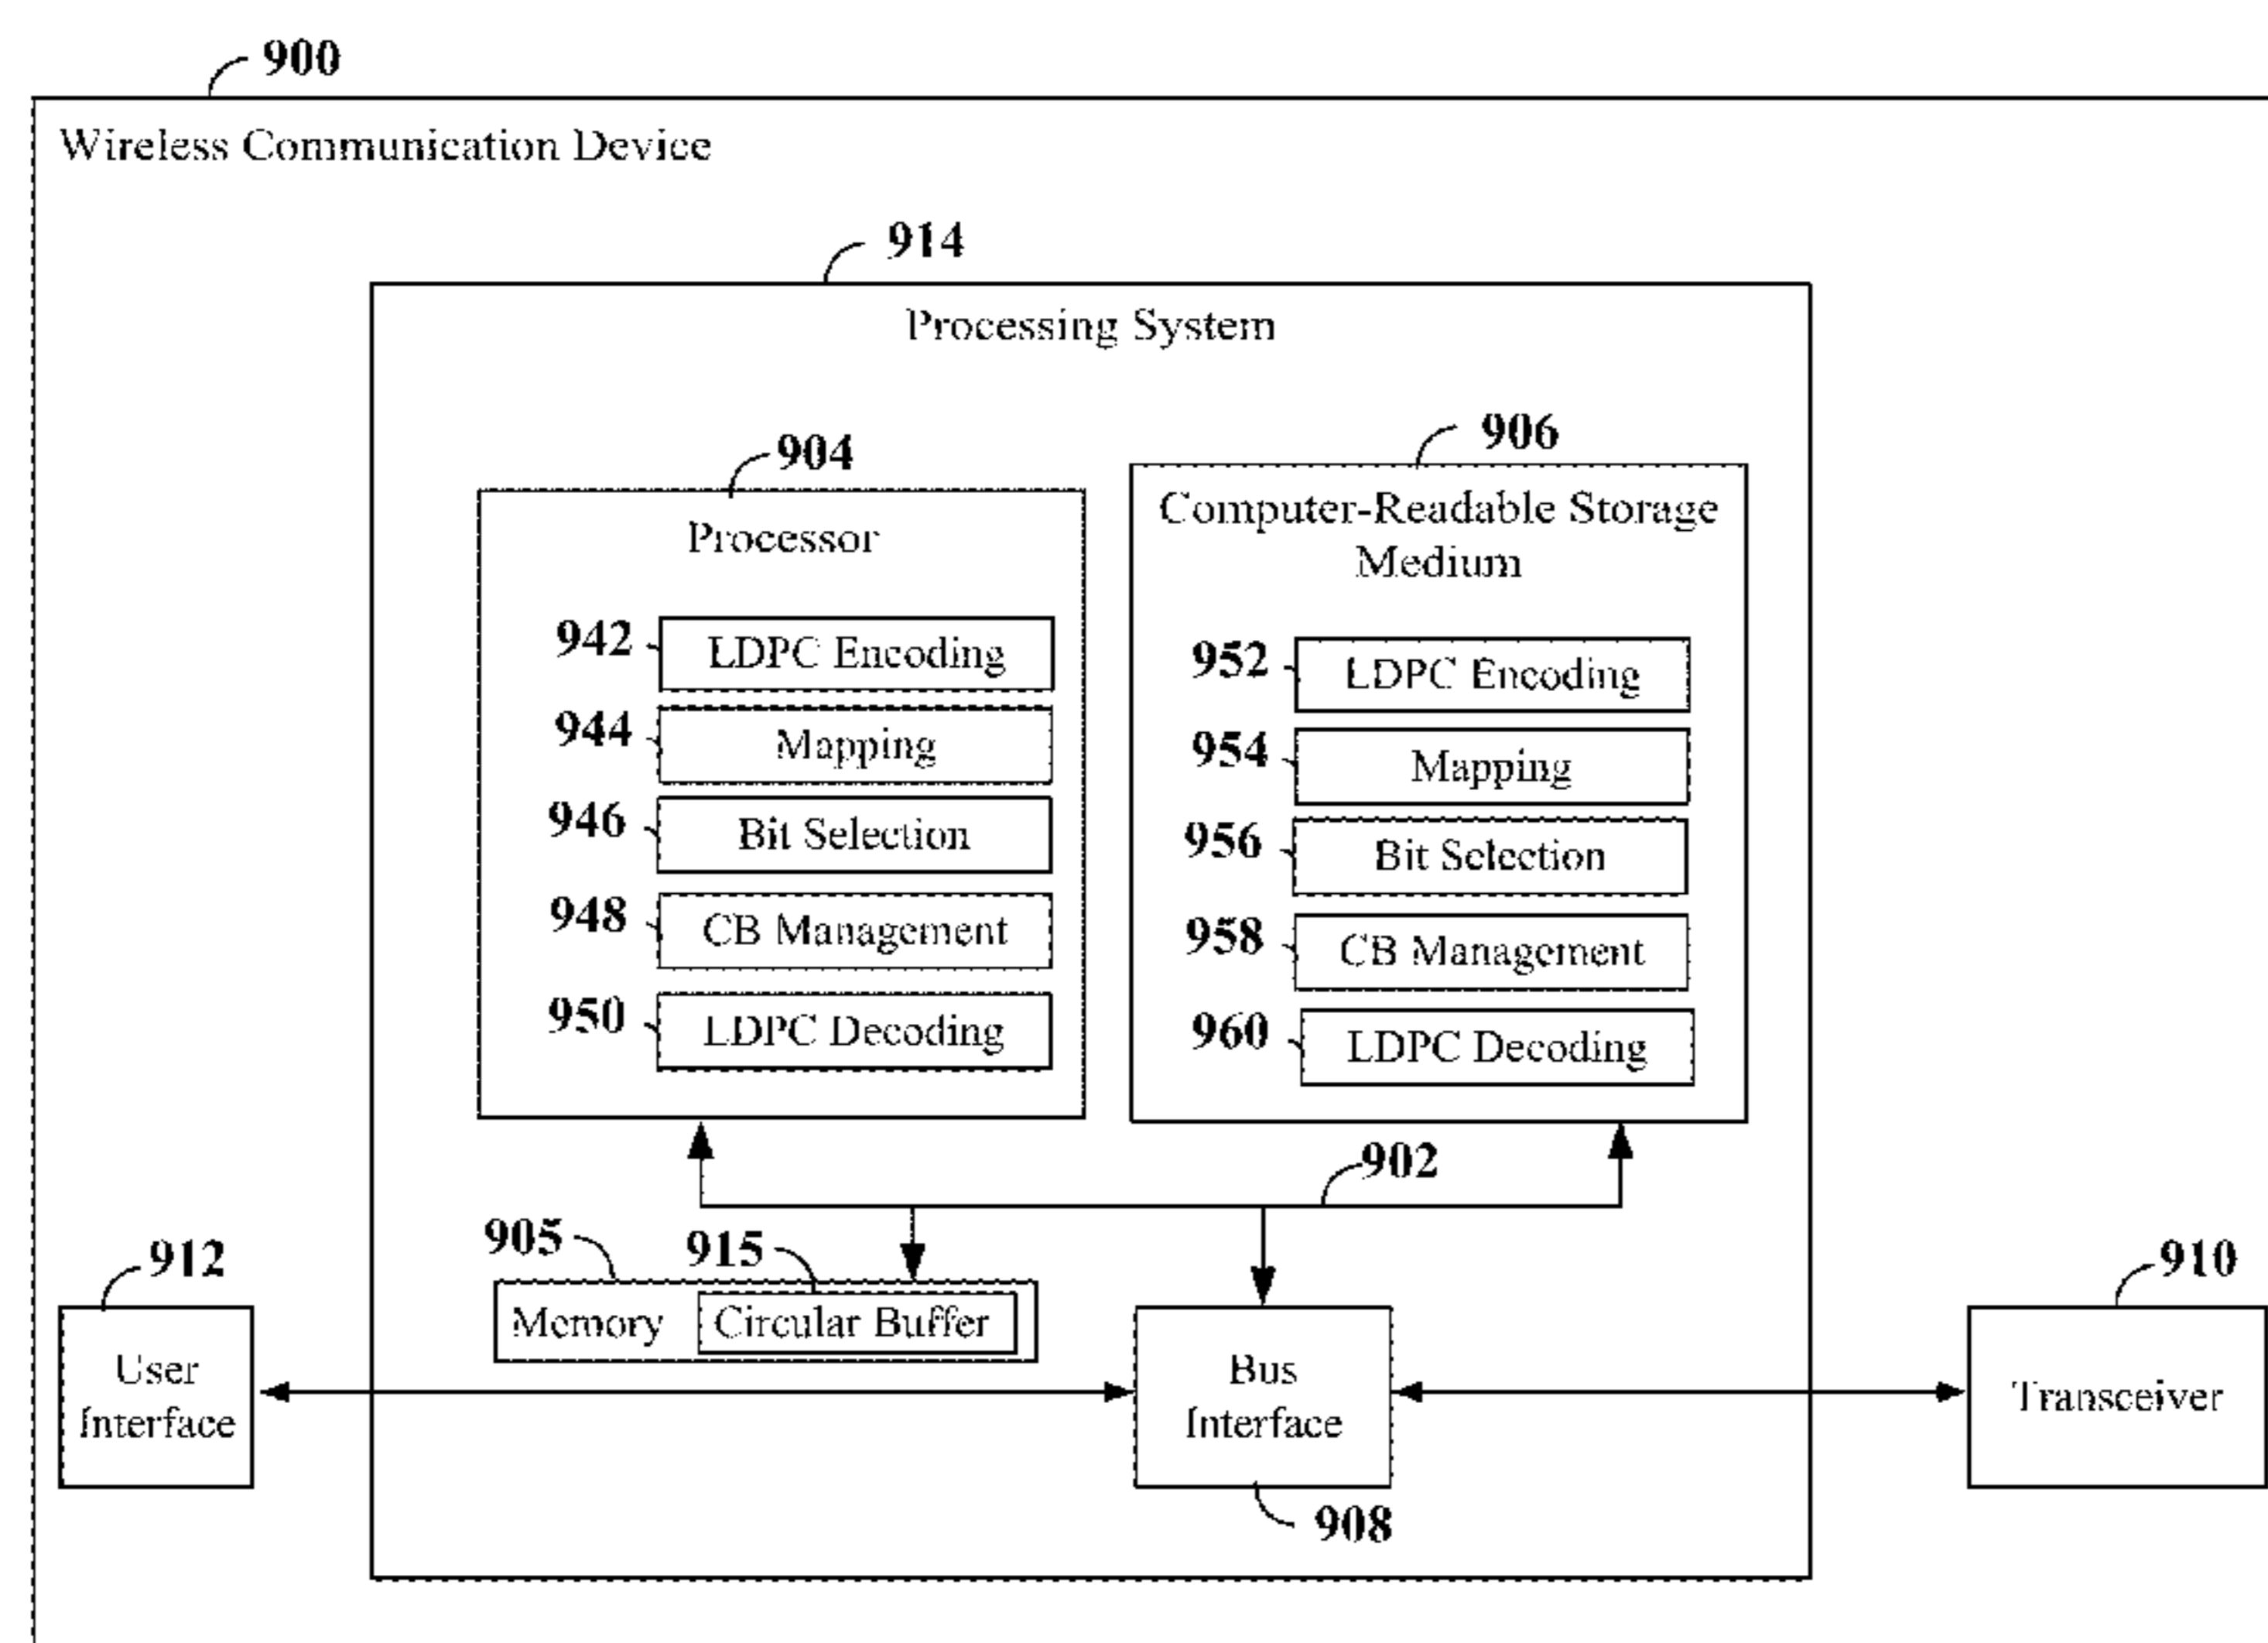 900
Wireless Communication Device
914
Processing System
904
Processor
942 LDPC Encoding
944 Mapping
946 Bit Selection
948 CB Management
950 LDPC Decoding
906
Computer-Readable Storage
Medium
952 LDPC Encoding
954 Mapping
956 Bit Selection
958 CB Management
960 LDPC Decoding
902
905
915
Memory
Circular Buffer
912
User
Interface
Bus
Interface
908
910
Transceiver